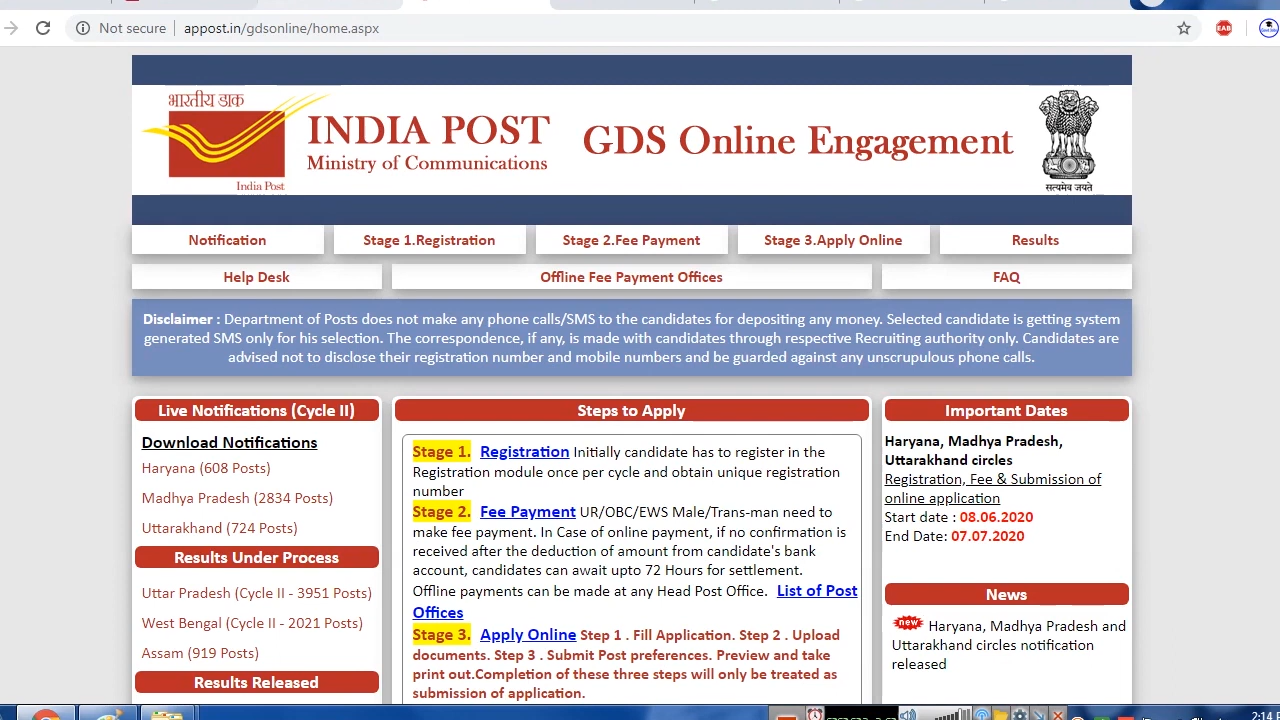 Not secure
appost.in/gdsonline/home.aspx
EAB
भारतीय डाक
India Post
INDIA POST
Ministry of Communications
GDS Online Engagement
सत्यमेव जयते
Notification
Stage 1.Registration
Stage 2.Fee Payment
Stage 3.Apply Online
Results
Help Desk
Offline Fee Payment Offices
FAQ
Disclaimer : Department of Posts does not make any phone calls/SMS to the candidates for depositing any money. Selected candidate is getting system
generated SMS only for his selection. The correspondence, if any, is made with candidates through respective Recruiting authority only. Candidates are
advised not to disclose their registration number and mobile numbers and be guarded against any unscrupulous phone calls.
Live Notifications (Cycle II)
Download Notifications
Haryana (608 Posts)
Madhya Pradesh (2834 Posts)
Uttarakhand (724 Posts)
Results Under Process
Uttar Pradesh (Cycle II - 3951 Posts)
West Bengal (Cycle II - 2021 Posts)
Assam (919 Posts)
Results Released
Steps to Apply
Stage 1. Registration Initially candidate has to register in the
Registration module once per cycle and obtain unique registration
number
Stage 2. Fee Payment UR/OBC/EWS Male/Trans-man need to
make fee payment. In Case of online payment, if no confirmation is
received after the deduction of amount from candidate's bank
account, candidates can await upto 72 Hours for settlement.
Offline payments can be made at any Head Post Office. List of Post
Offices
Stage 3. Apply Online Step 1 . Fill Application. Step 2 . Upload
documents. Step 3 . Submit Post preferences. Preview and take
print out.Completion of these three steps will only be treated as
submission of application.
Important Dates
Haryana, Madhya Pradesh,
Uttarakhand circles
Registration, Fee & Submission of
online application
Start date : 08.06.2020
End Date: 07.07.2020
News
new Haryana, Madhya Pradesh and
Uttarakhand circles notification
released
2:14